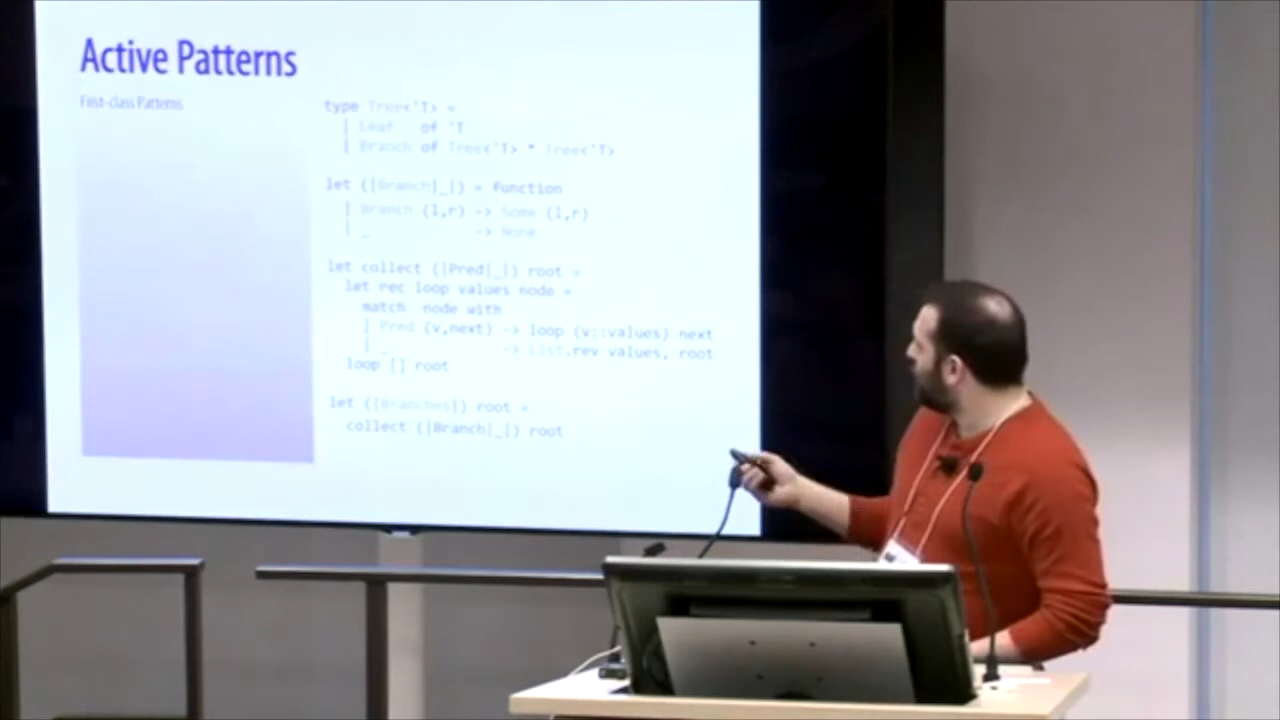 Active Patterns
First-class Patterns
type Tree<'T> =
| Leaf of 'T
| Branch of Tree<'T> * Tree<'T>
let (|Branch|_|) = function
| Branch (l,r) -> Some (l,r)
| _ -> None
let collect (|Pred|_|) root =
let rec loop values node =
match node with
| Pred (v,next) -> loop (v::values) next
| _ -> List.rev values, root
loop [] root
let (|Branches|) root =
collect (|Branch|_|) root